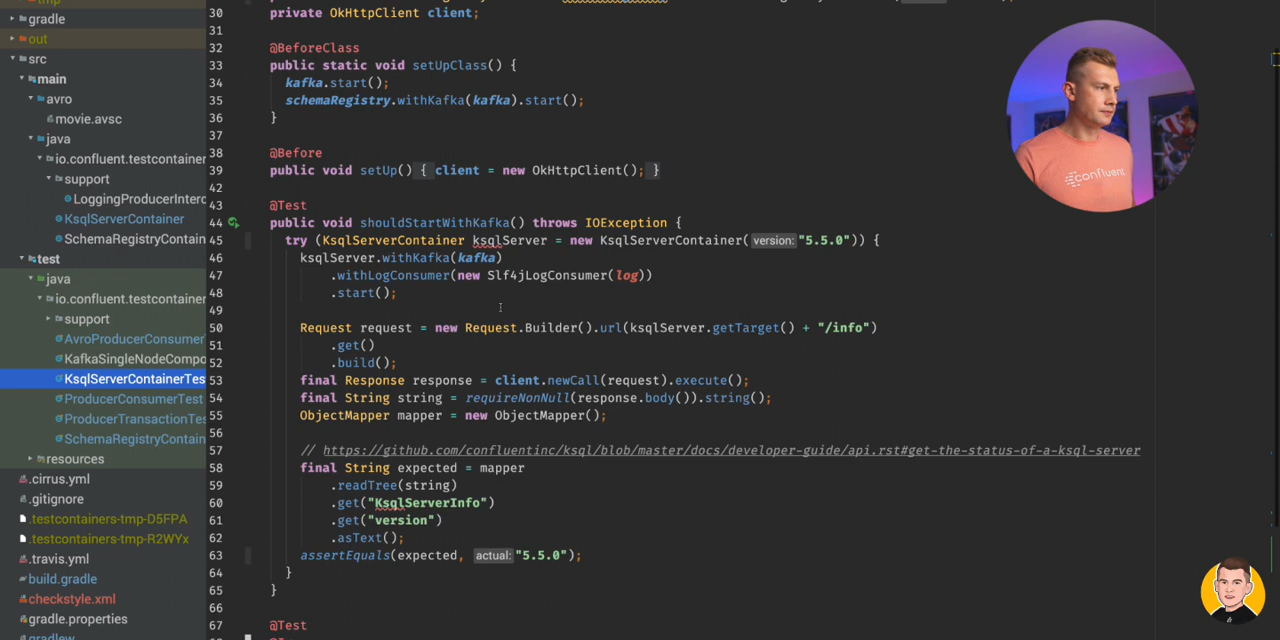 tmp
gradle
out
src
main
avro
movie.avsc
java
io.confluent.testcontainer
support
LoggingProducerInterc
KsqlServerContainer
SchemaRegistryContain
test
java
io.confluent.testcontainer
support
AvroProducerConsumer
KafkaSingleNodeCompo
KsqlServerContainerTes
ProducerConsumerTest
ProducerTransactionTes
SchemaRegistryContain
resources
.cirrus.yml
.gitignore
.testcontainers-tmp-D5FPA
.testcontainers-tmp-R2WYx
.travis.yml
build.gradle
checkstyle.xml
gradle.properties
gradlew
30 private OkHttpClient client;
31
32 @BeforeClass
33 public static void setUpClass() {
34 kafka.start();
35 schemaRegistry.withKafka(kafka).start();
36 }
37
38 @Before
39 public void setUp() { client = new OkHttpClient(); }
42
43 @Test
44 public void shouldStartWithKafka() throws IOException {
45 try (KsqlServerContainer ksqlServer = new KsqlServerContainer( version: "5.5.0")) {
46 ksqlServer.withKafka(kafka)
47 .withLogConsumer(new Slf4jLogConsumer(log))
48 .start();
49
50 Request request = new Request.Builder().url(ksqlServer.getTarget() + "/info")
51 .get()
52 .build();
53 final Response response = client.newCall(request).execute();
54 final String string = requireNonNull(response.body()).string();
55 ObjectMapper mapper = new ObjectMapper();
56
57 // https://github.com/confluentinc/ksql/blob/master/docs/developer-guide/api.rst#get-the-status-of-a-ksql-server
58 final String expected = mapper
59 .readTree(string)
60 .get("KsqlServerInfo")
61 .get("version")
62 .asText();
63 assertEquals(expected, actual: "5.5.0");
64 }
65 }
66
67 @Test
confluent